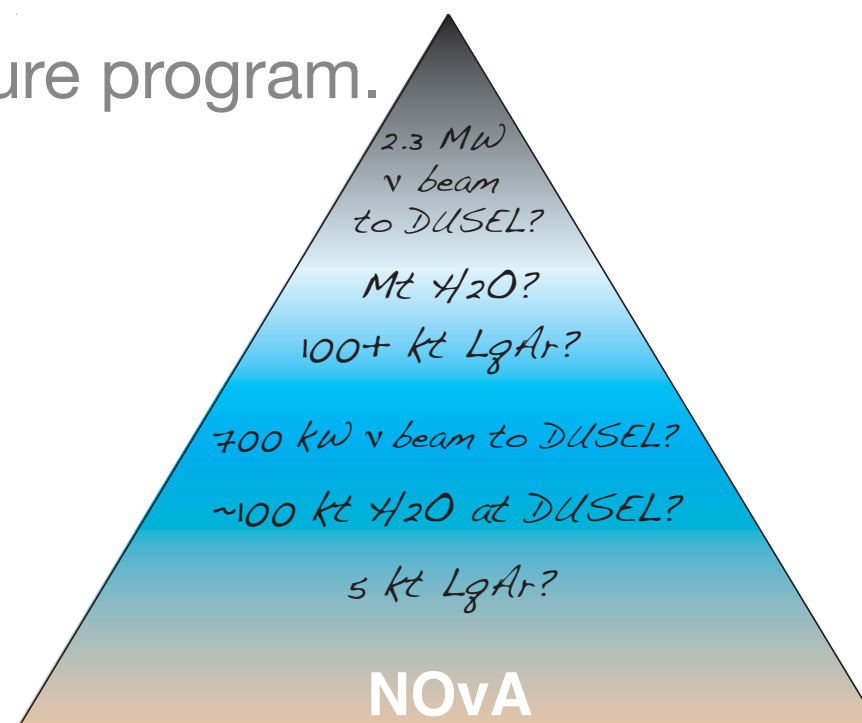 ure program.
2.3 MW
ν beam
to DUSEL?
Mt H2O?
100+ kt LqAr?
700 kW ν beam to DUSEL?
~100 kt H2O at DUSEL?
5 kt LqAr?
NOvA